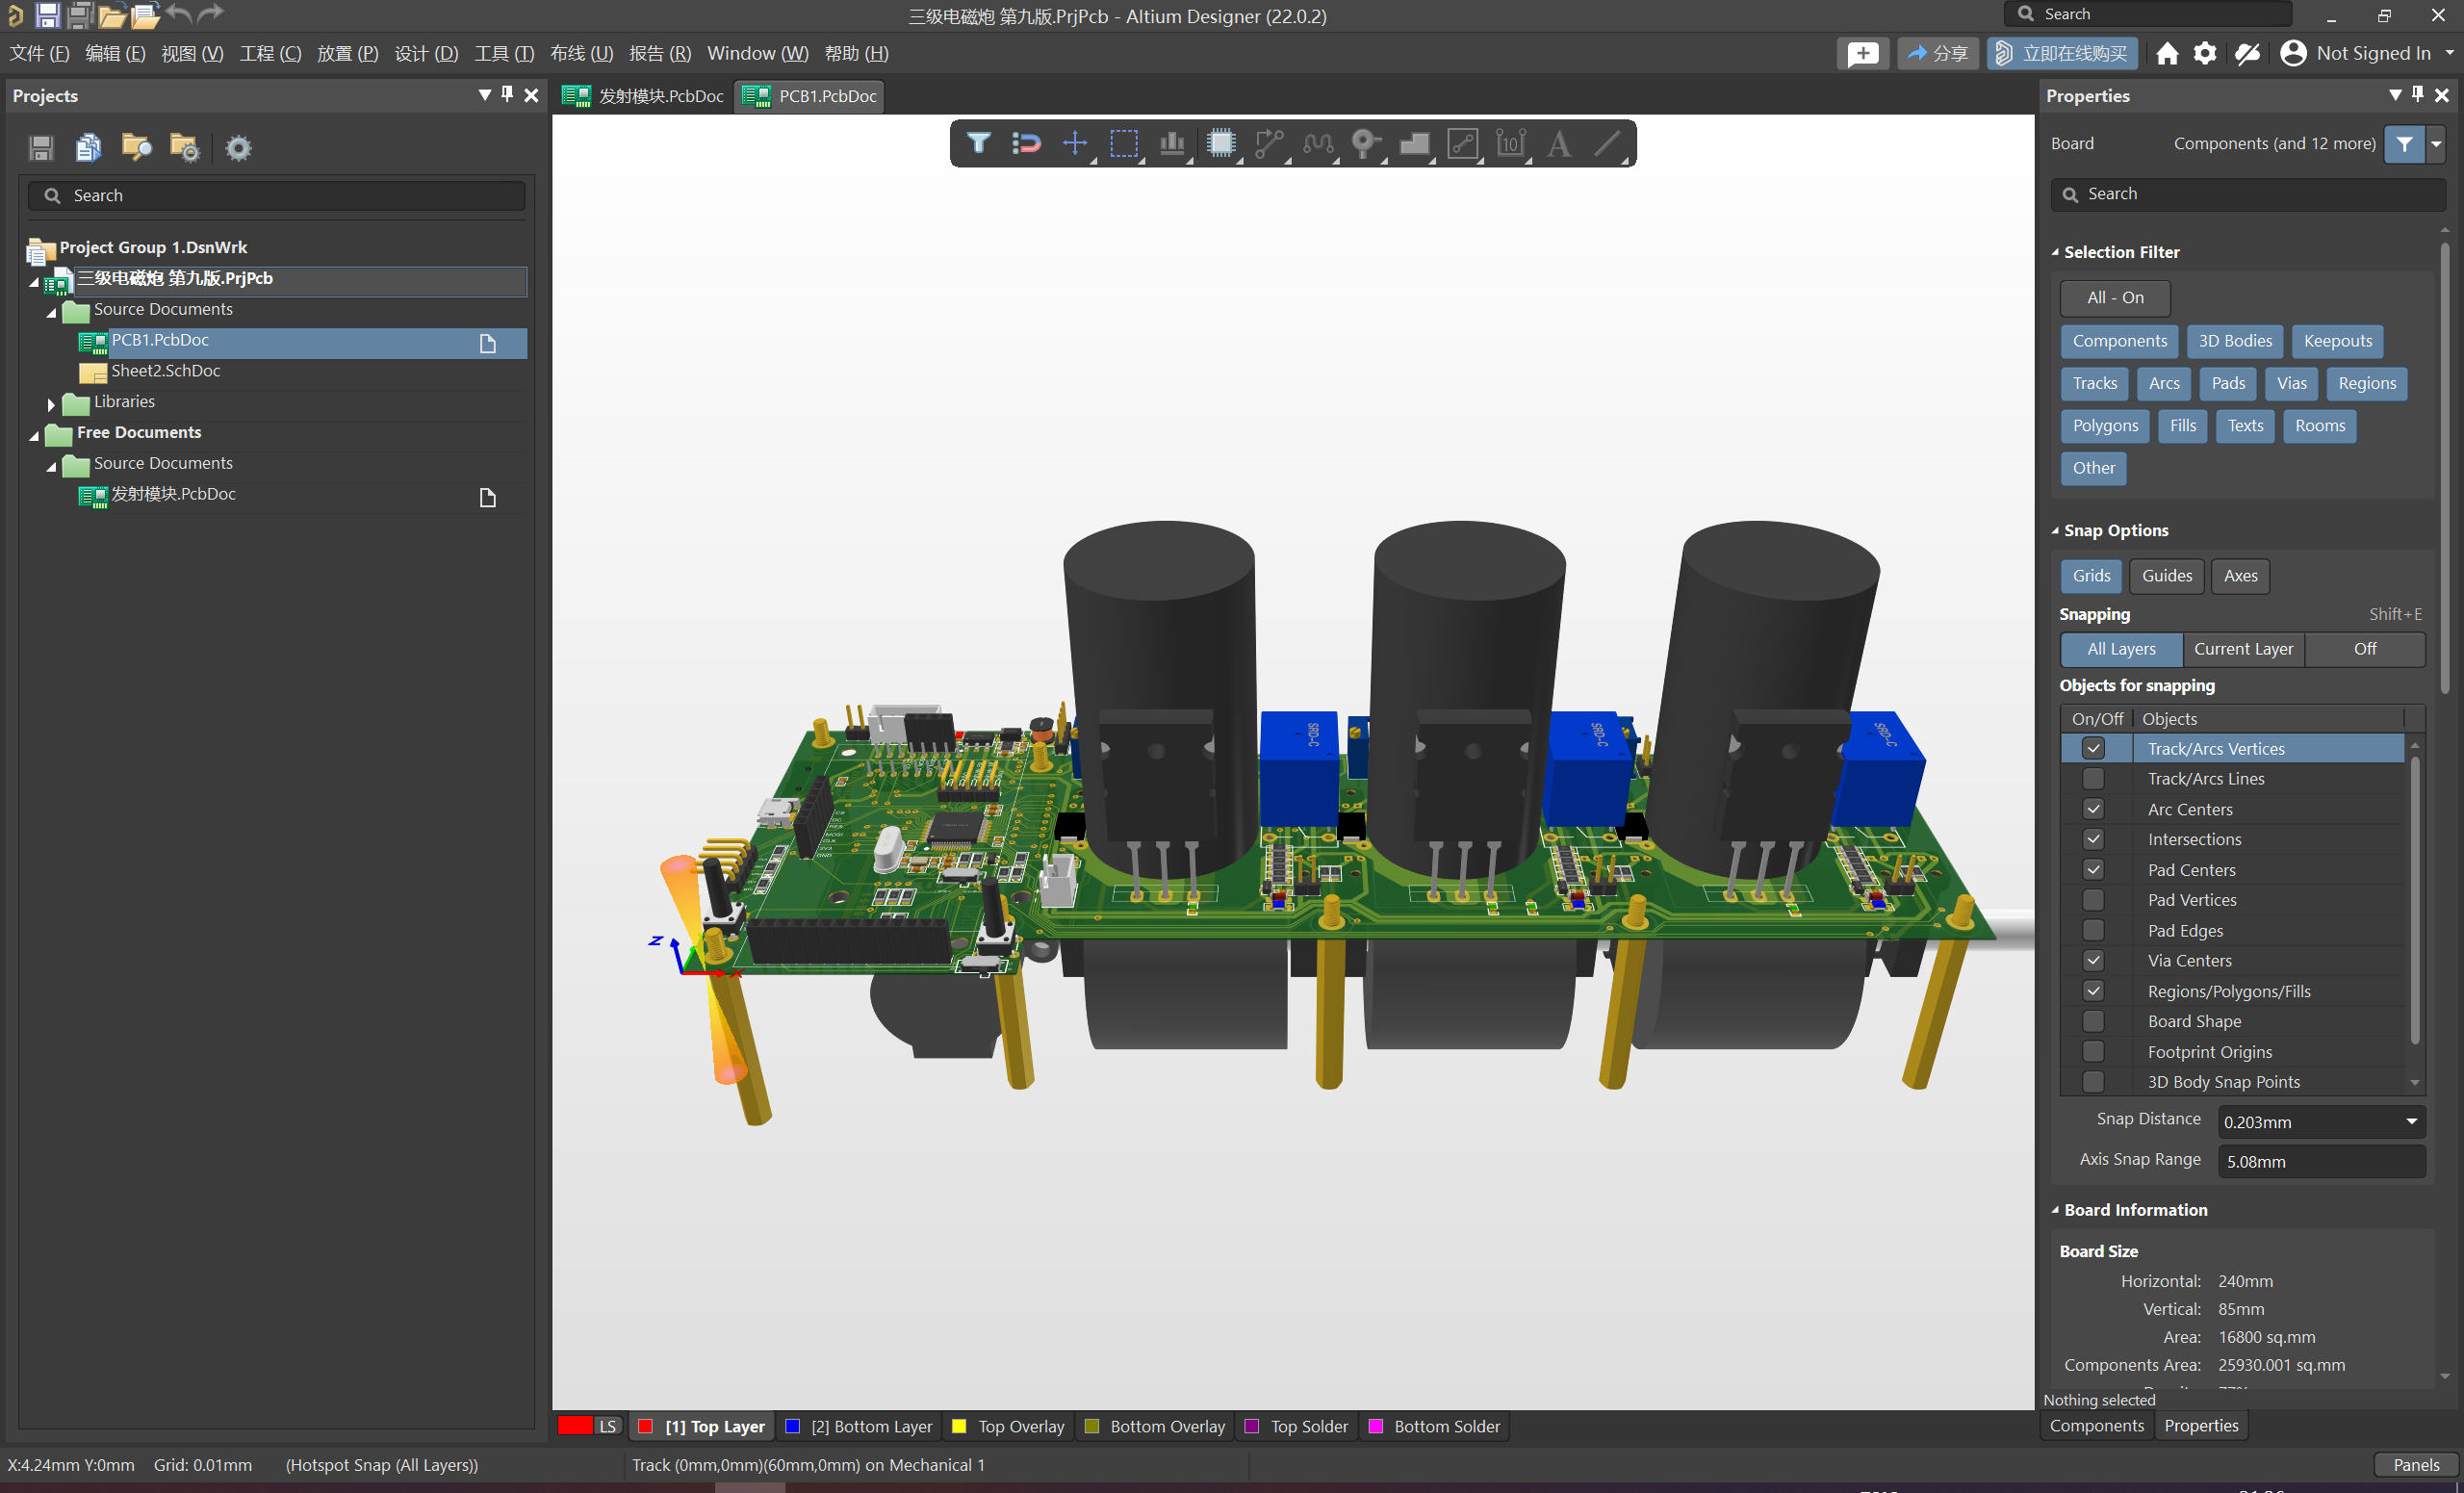 三级电磁炮 第九版.PrjPcb - Altium Designer (22.0.2)
Search
文件 (F) 编辑 (E) 视图 (V) 工程 (C) 放置 (P) 设计 (D) 工具 (T) 布线 (U) 报告 (R) Window (W) 帮助 (H)
分享 立即在线购买 Not Signed In
Projects
发射模块.PcbDoc PCB1.PcbDoc
Properties
Board Components (and 12 more)
Search
Search
Project Group 1.DsnWrk
三级电磁炮 第九版.PrjPcb
Source Documents
PCB1.PcbDoc
Sheet2.SchDoc
Libraries
Free Documents
Source Documents
发射模块.PcbDoc
Selection Filter
All - On
Components 3D Bodies Keepouts
Tracks Arcs Pads Vias Regions
Polygons Fills Texts Rooms
Other
Snap Options
Grids Guides Axes
Snapping Shift+E
All Layers Current Layer Off
Objects for snapping
On/Off Objects
Track/Arcs Vertices
Track/Arcs Lines
Arc Centers
Intersections
Pad Centers
Pad Vertices
Pad Edges
Via Centers
Regions/Polygons/Fills
Board Shape
Footprint Origins
3D Body Snap Points
Snap Distance 0.203mm
Axis Snap Range 5.08mm
Board Information
Board Size
Horizontal: 240mm
Vertical: 85mm
Area: 16800 sq.mm
Components Area: 25930.001 sq.mm
Nothing selected
Components Properties
SRD-C
SRD-C
SRD-C
Z
X
LS [1] Top Layer [2] Bottom Layer Top Overlay Bottom Overlay Top Solder Bottom Solder
X:4.24mm Y:0mm Grid: 0.01mm (Hotspot Snap (All Layers)) Track (0mm,0mm)(60mm,0mm) on Mechanical 1
Panels